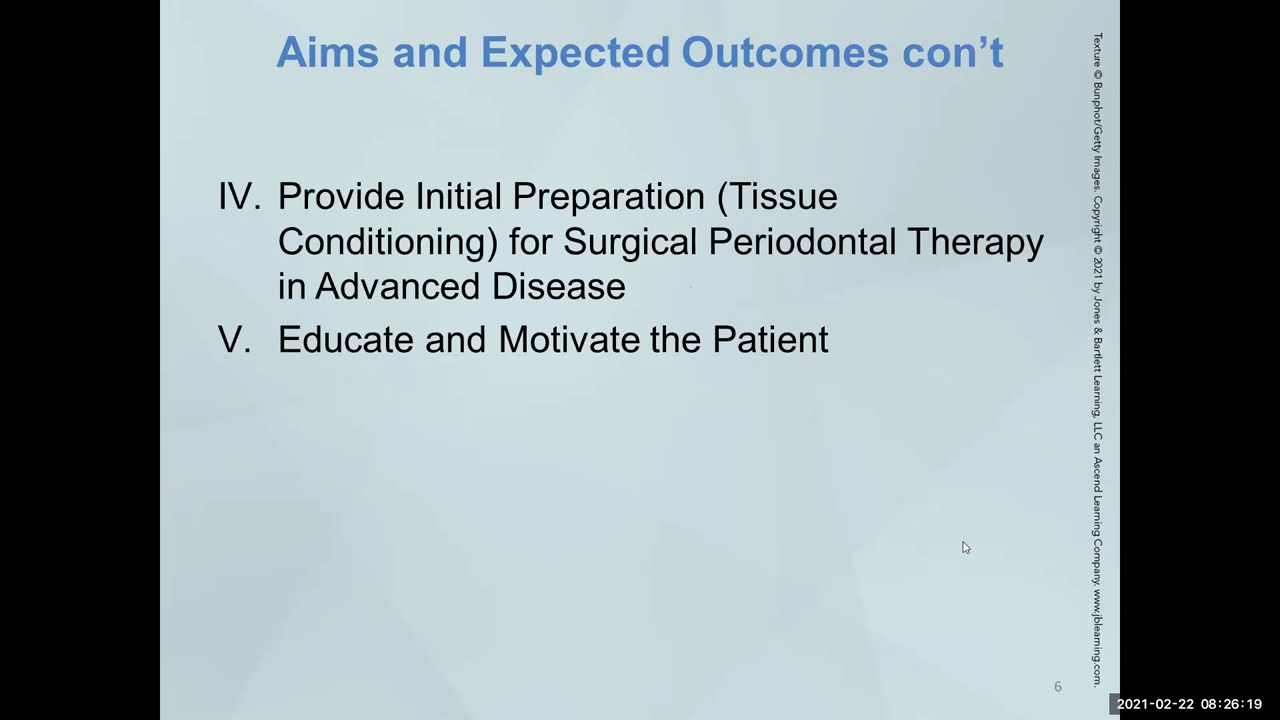 Aims and Expected Outcomes con’t
IV. Provide Initial Preparation (Tissue
Conditioning) for Surgical Periodontal Therapy
in Advanced Disease
V. Educate and Motivate the Patient
Texture © Bunphot/Getty Images. Copyright © 2021 by Jones & Bartlett Learning, LLC an Ascend Learning Company. www.jblearning.com.
6
2021-02-22 08:26:19